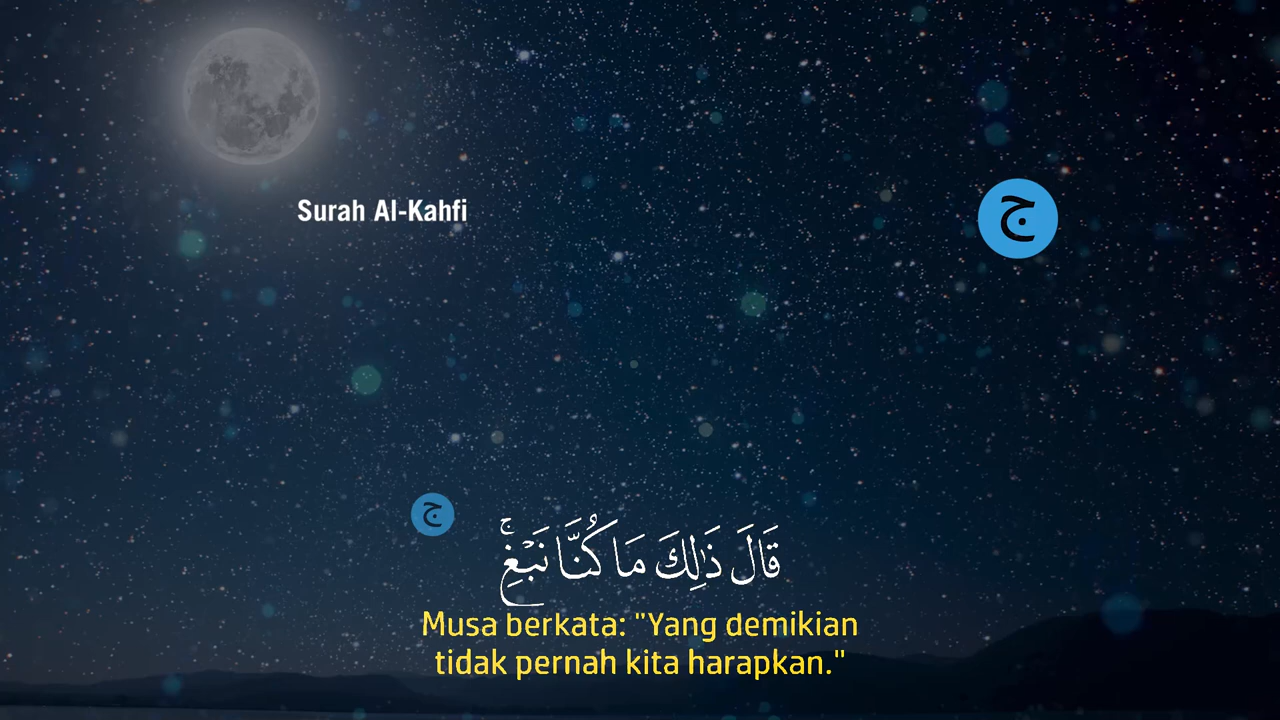 Surah Al-Kahfi
ج
ج
قَالَ ذَٰلِكَ مَا كُنَّا نَبْغِ ۚ
Musa berkata: "Yang demikian
tidak pernah kita harapkan."